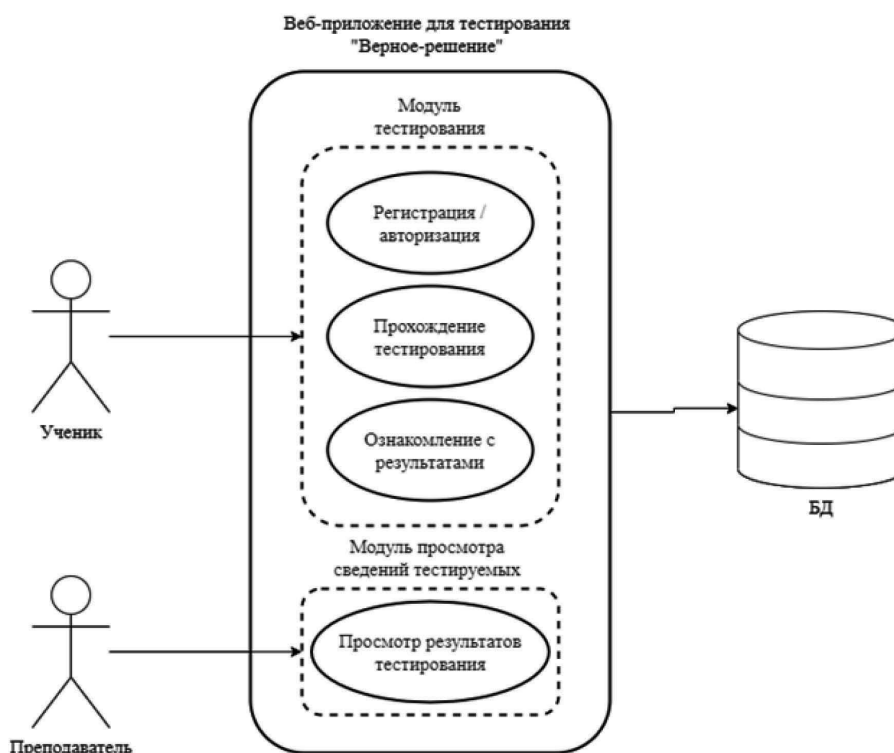 Веб-приложение для тестирования
"Верное-решение"
Модуль
тестирования
Регистрация /
авторизация
Прохождение
тестирования
Ученик
Ознакомление с
результатами
БД
Модуль просмотра
сведений тестируемых
Просмотр результатов
тестирования
Преподаватель